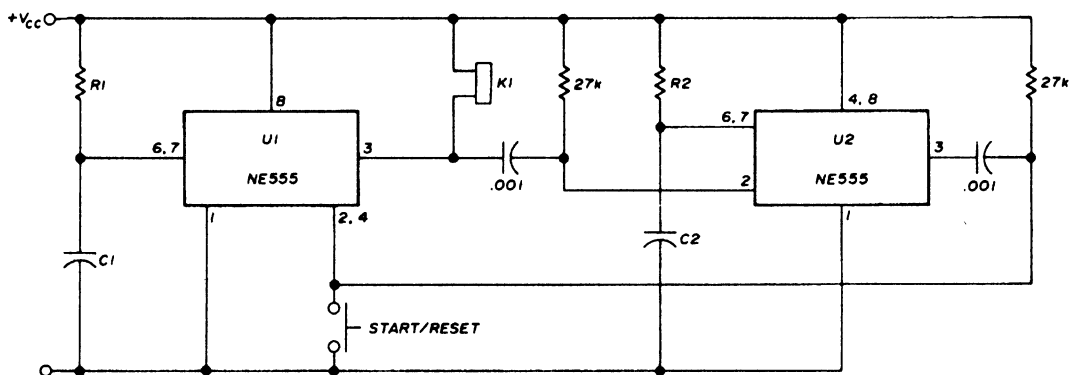 +Vcc
R1
8
U1
NE555
6,7
3
1
2,4
C1
K1
.001
27k
START/RESET
R2
6,7
2
4,8
U2
NE555
3
1
C2
.001
27k